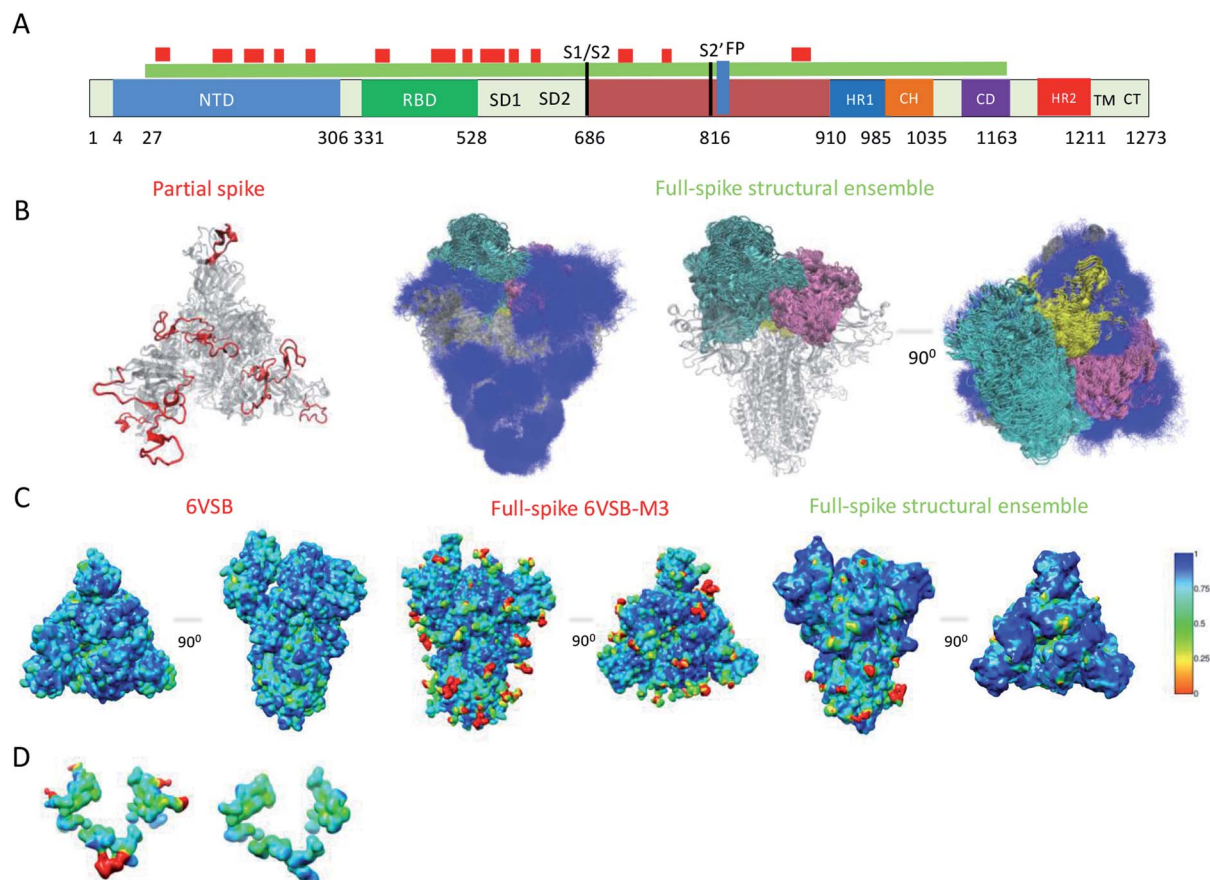 A
S1/S2 S2' FP
NTD RBD SD1 SD2 HR1 CH CD HR2 TM CT
1 4 27 306 331 528 686 816 910 985 1035 1163 1211 1273
Partial spike Full-spike structural ensemble
B
90⁰
C
6VSB Full-spike 6VSB-M3 Full-spike structural ensemble
90⁰ 90⁰ 90⁰
1
0.75
0.5
0.25
0
D